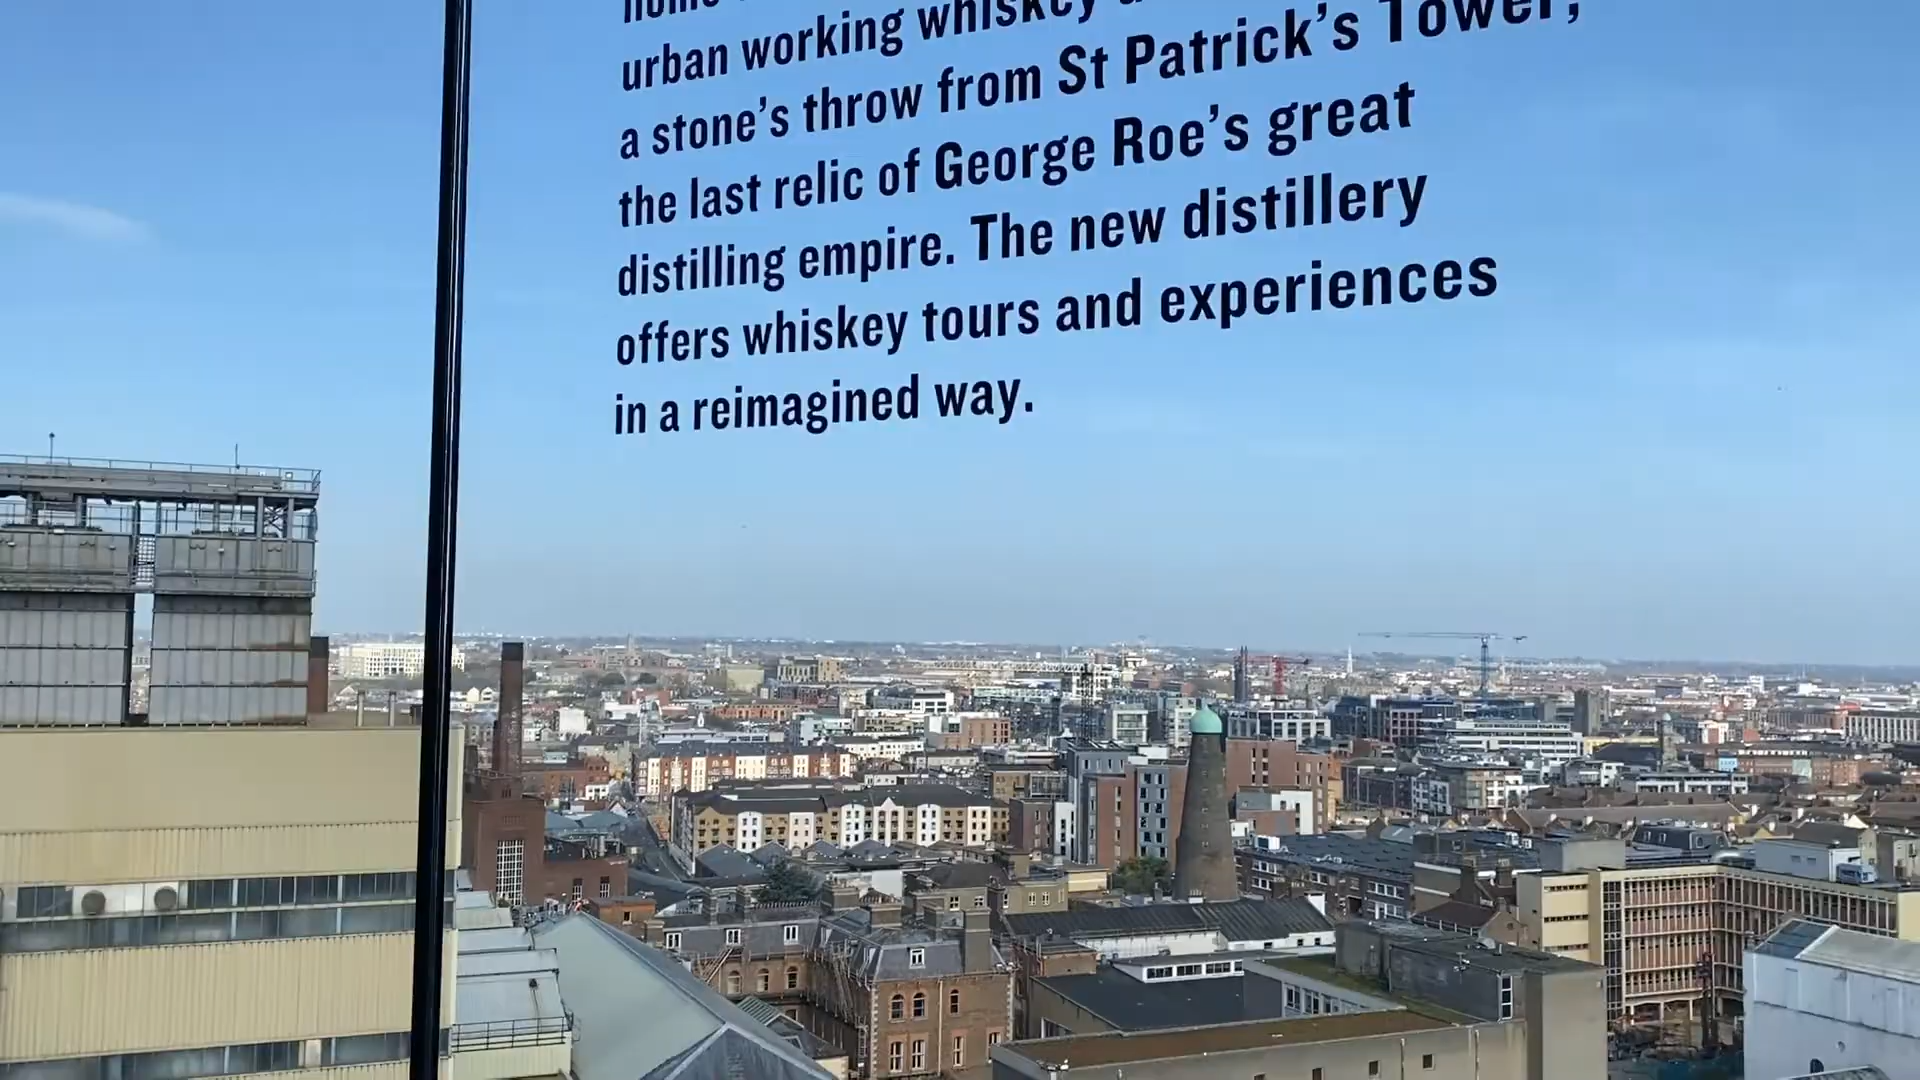 urban working whiskey
a stone's throw from St Patrick's Tower,
the last relic of George Roe's great
distilling empire. The new distillery
offers whiskey tours and experiences
in a reimagined way.